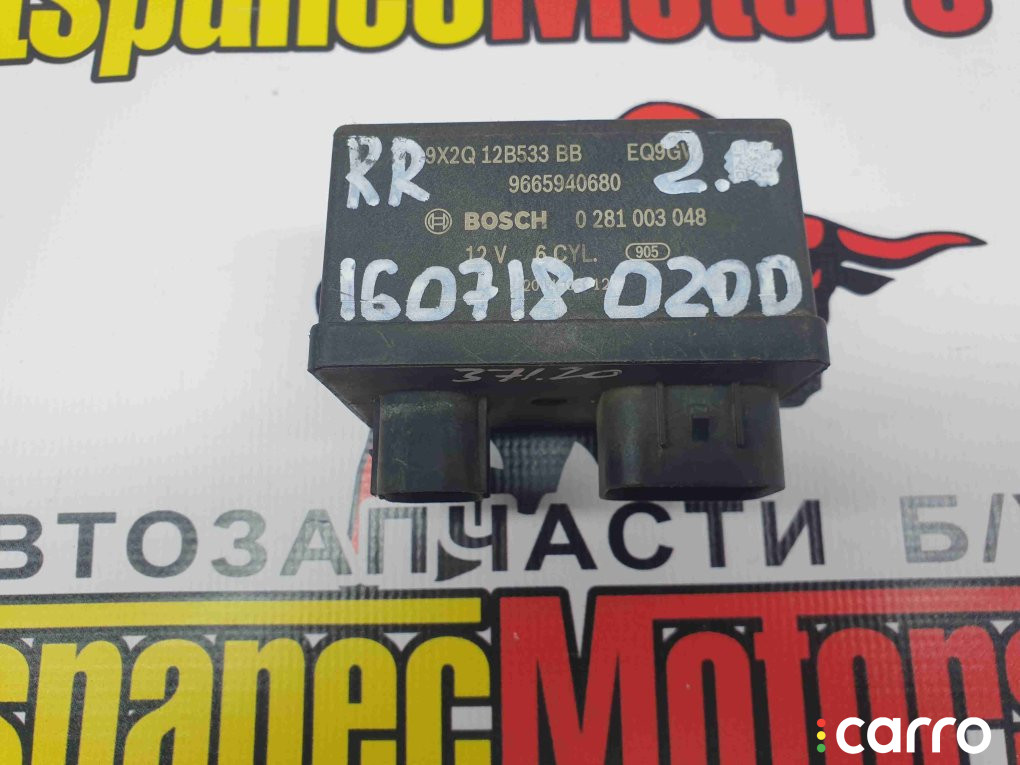 spanecMotors
RR 9X2Q 12B533 BB EQ9GV 2.
9665940680
BOSCH 0 281 003 048
12 V 6 CYL. 905
160718-020D
371.20
ВТОЗАПЧАСТИ Б/У
spanecMotors
carro